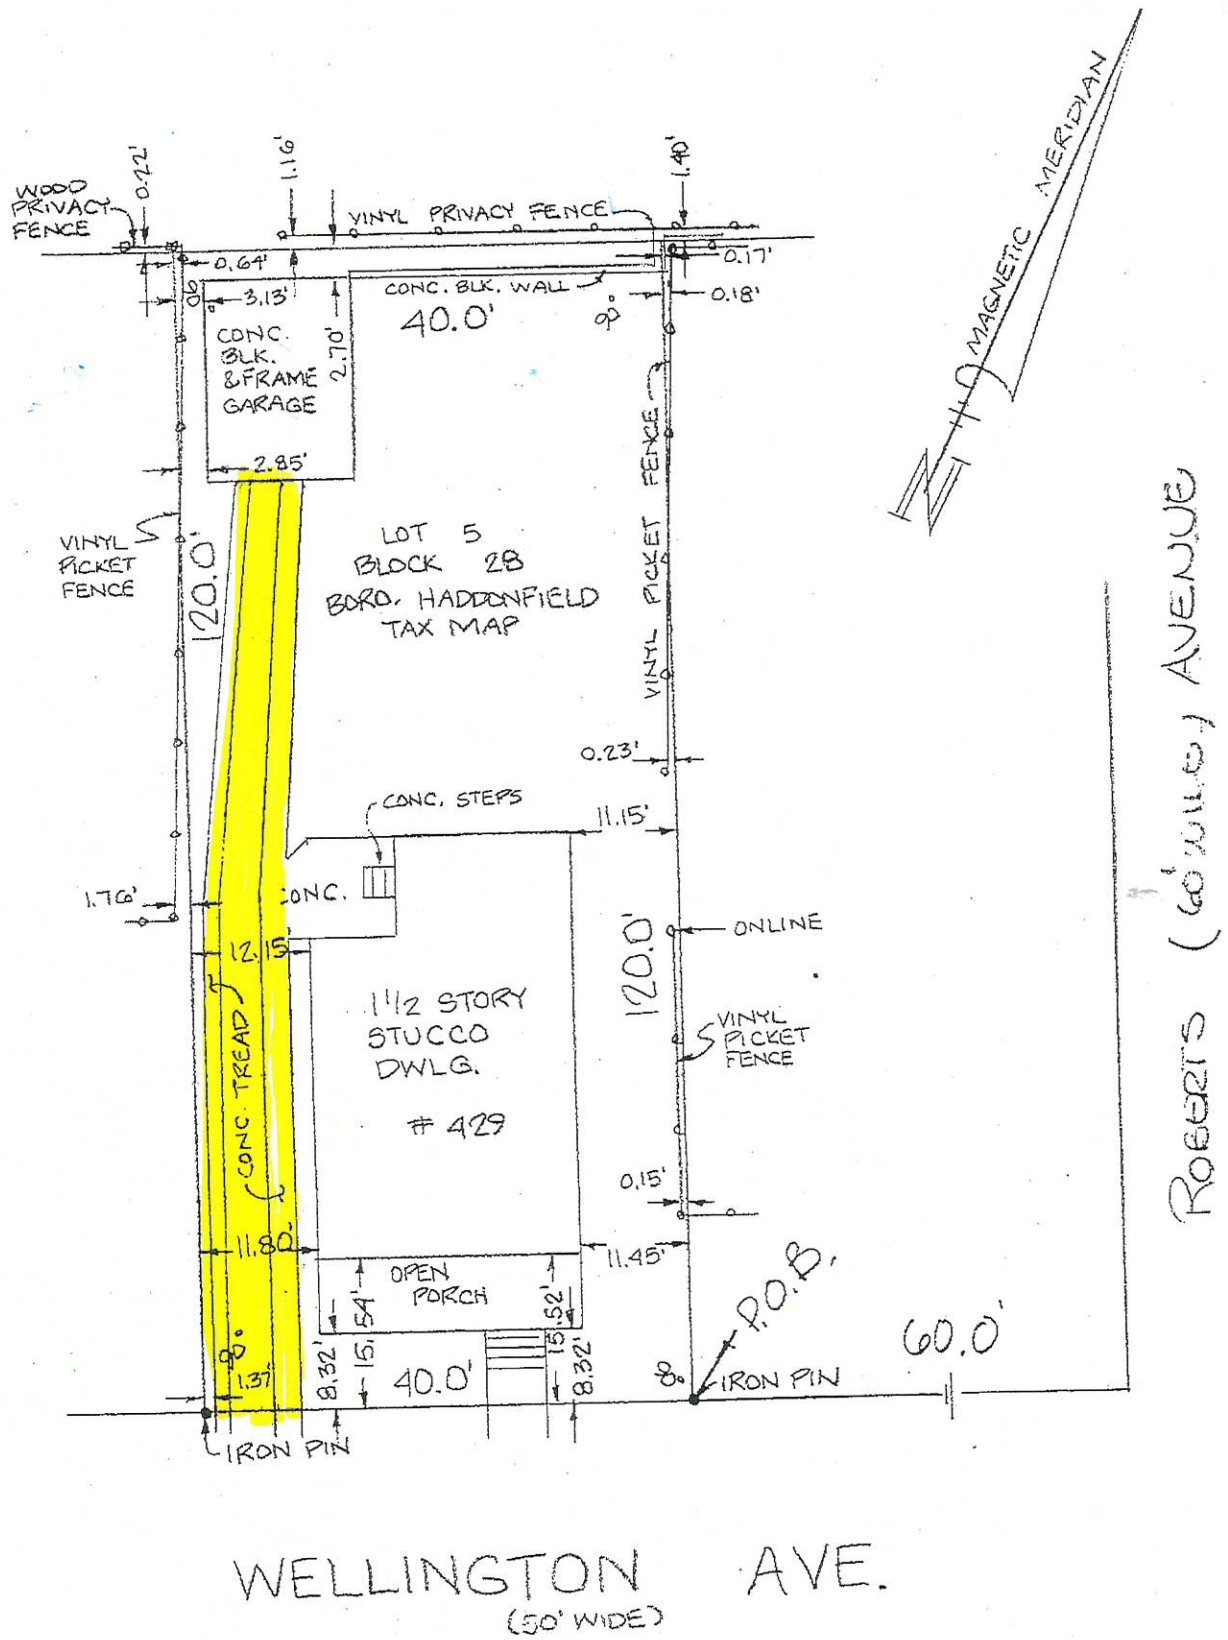 0.22'
1.16'
1.40'
WOOD
PRIVACY
FENCE
VINYL PRIVACY FENCE
0.64'
0.17'
90°
3.13'
CONC. BLK. WALL
0.18'
40.0'
90°
CONC.
BLK.
& FRAME
GARAGE
2.70'
MAGNETIC MERIDIAN
N
2.85'
VINYL PICKET FENCE
VINYL
PICKET
FENCE
120.0'
LOT 5
BLOCK 28
BORO. HADDONFIELD
TAX MAP
0.23'
CONC. STEPS
11.15'
1.76'
CONC.
ONLINE
12.15'
120.0'
1 1/2 STORY
STUCCO
DWLG.
# 429
VINYL
PICKET
FENCE
CONC. TREAD
0.15'
11.80'
11.45'
OPEN
PORCH
P.O.B.
15.54'
15.52'
8.32'
8.32'
90°
1.37'
40.0'
90°
60.0'
IRON PIN
IRON PIN
ROBERTS (60' WIDE) AVENUE
WELLINGTON AVE.
(50' WIDE)